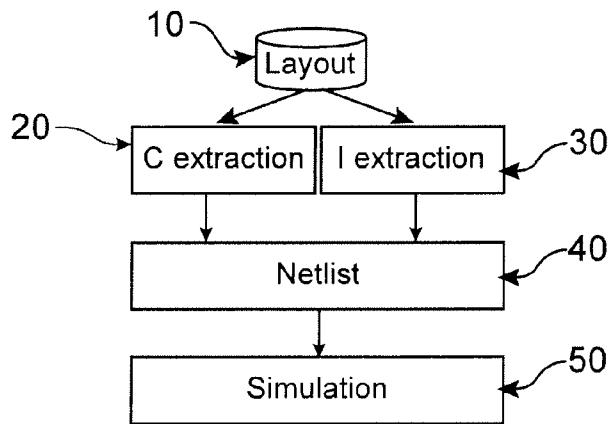 10
Layout
20
C extraction
I extraction
30
Netlist
40
Simulation
50